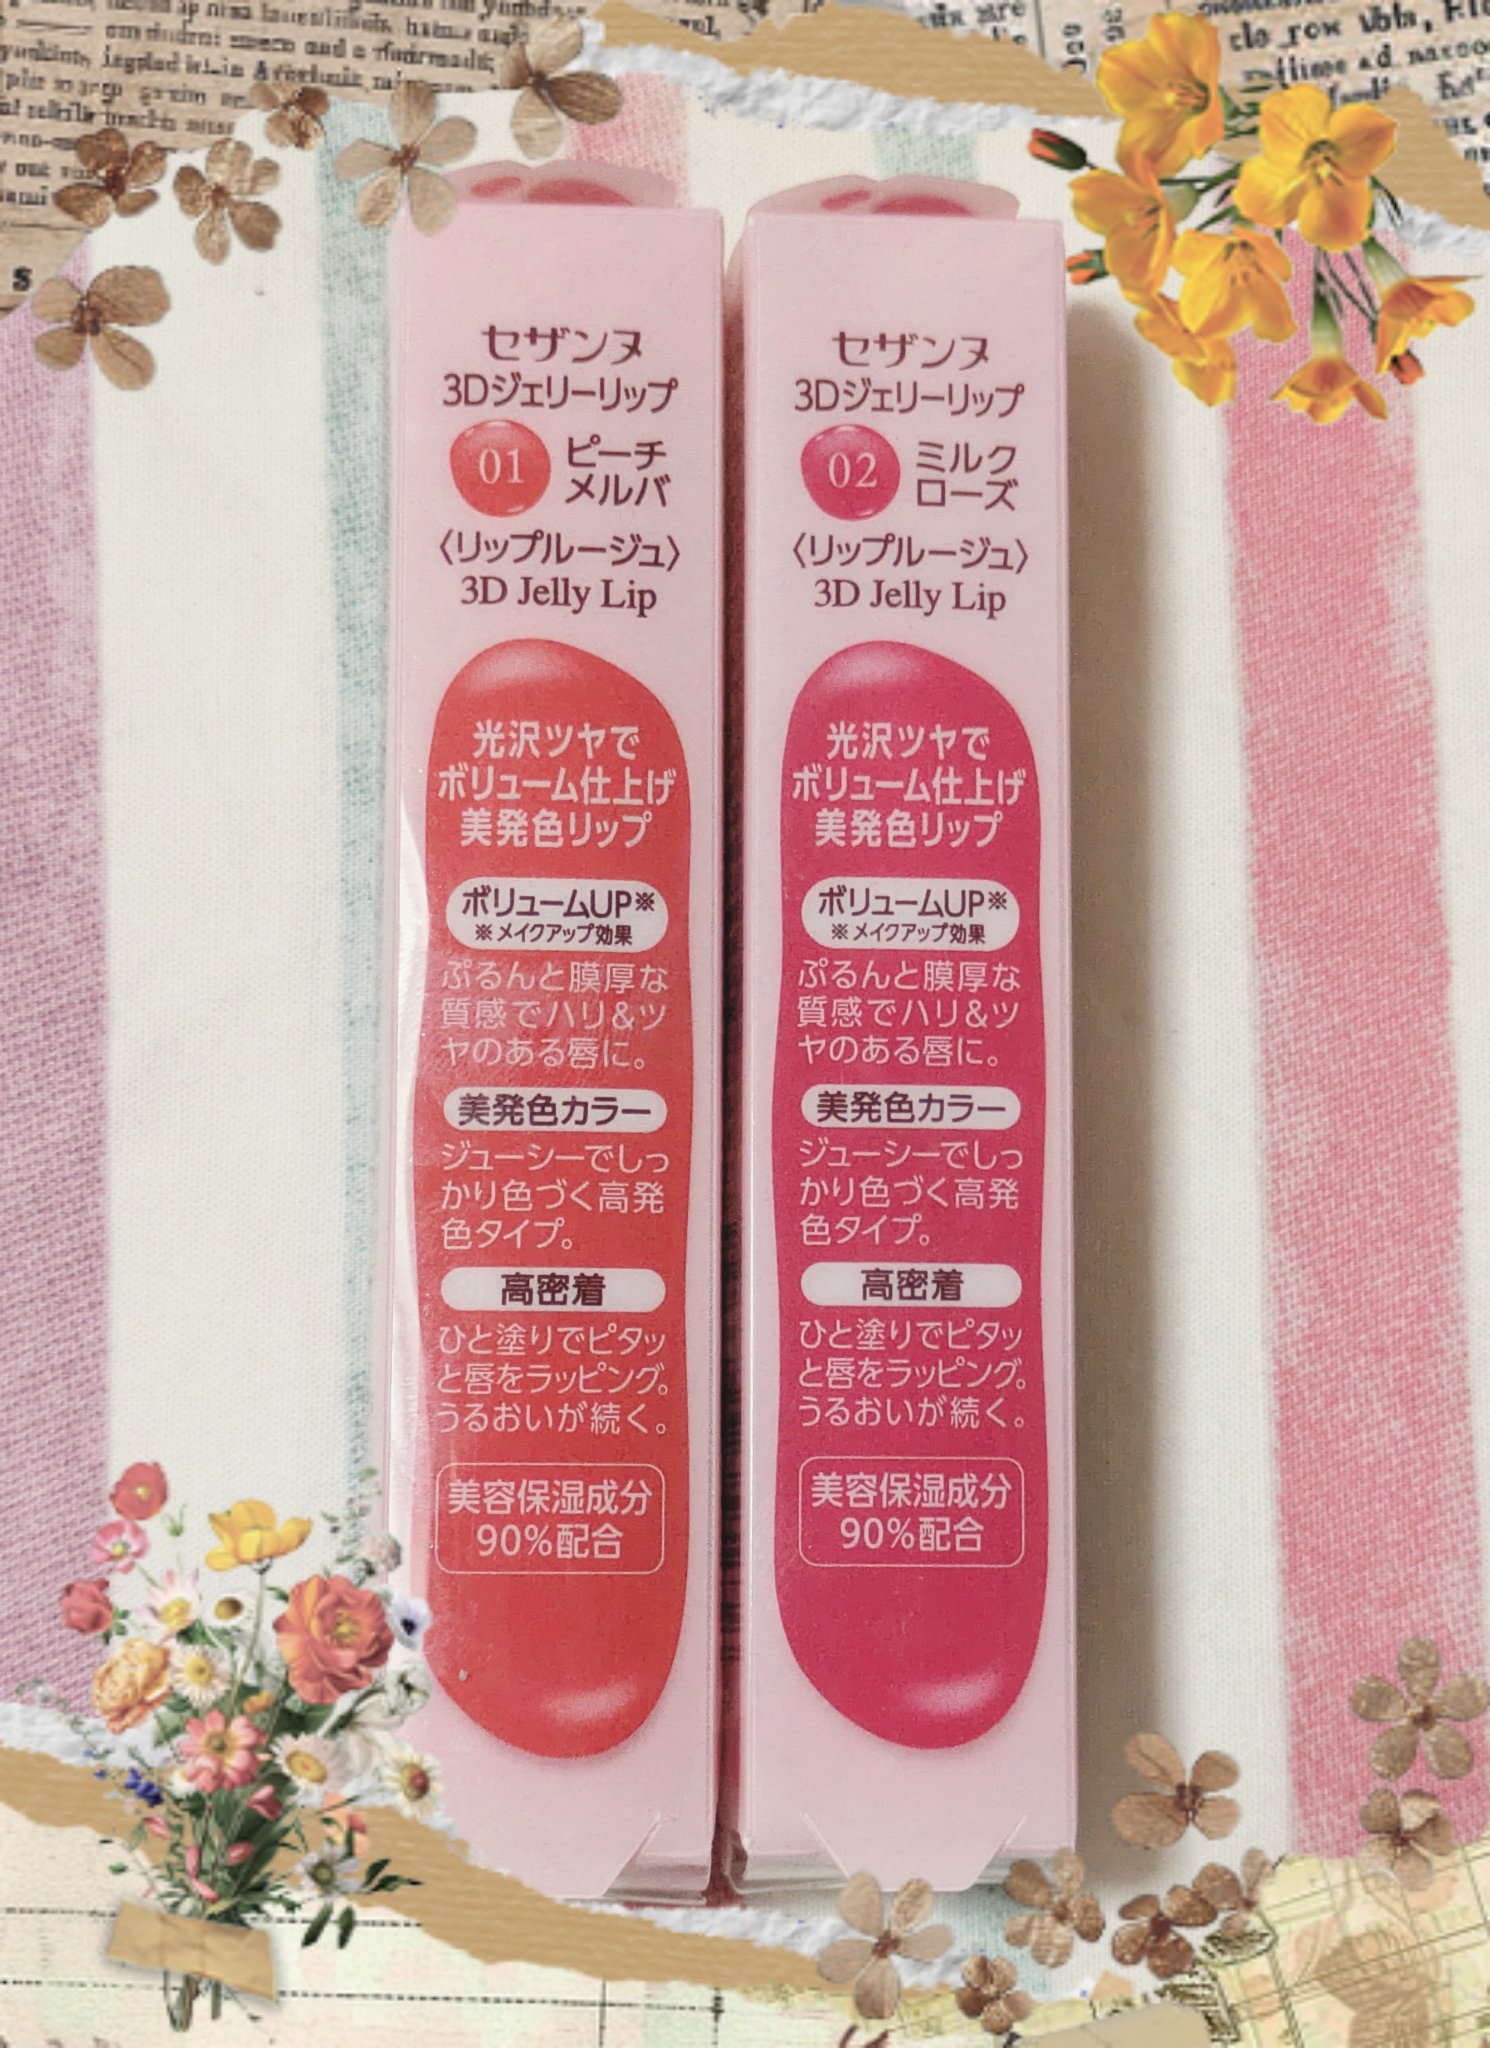 セザンヌ
3Dジェリーリップ
01
ピーチ
メルバ
〈リップルージュ〉
3D Jelly Lip
光沢ツヤで
ボリューム仕上げ
美発色リップ
ボリュームUP※
※メイクアップ効果
ぷるんと膜厚な
質感でハリ&ツ
ヤのある唇に。
美発色カラー
ジューシーでしっ
かり色づく高発
色タイプ。
高密着
ひと塗りでピタッ
と唇をラッピング。
うるおいが続く。
美容保湿成分
90%配合
セザンヌ
3Dジェリーリップ
02
ミルク
ローズ
〈リップルージュ〉
3D Jelly Lip
光沢ツヤで
ボリューム仕上げ
美発色リップ
ボリュームUP※
※メイクアップ効果
ぷるんと膜厚な
質感でハリ&ツ
ヤのある唇に。
美発色カラー
ジューシーでしっ
かり色づく高発
色タイプ。
高密着
ひと塗りでピタッ
と唇をラッピング。
うるおいが続く。
美容保湿成分
90%配合